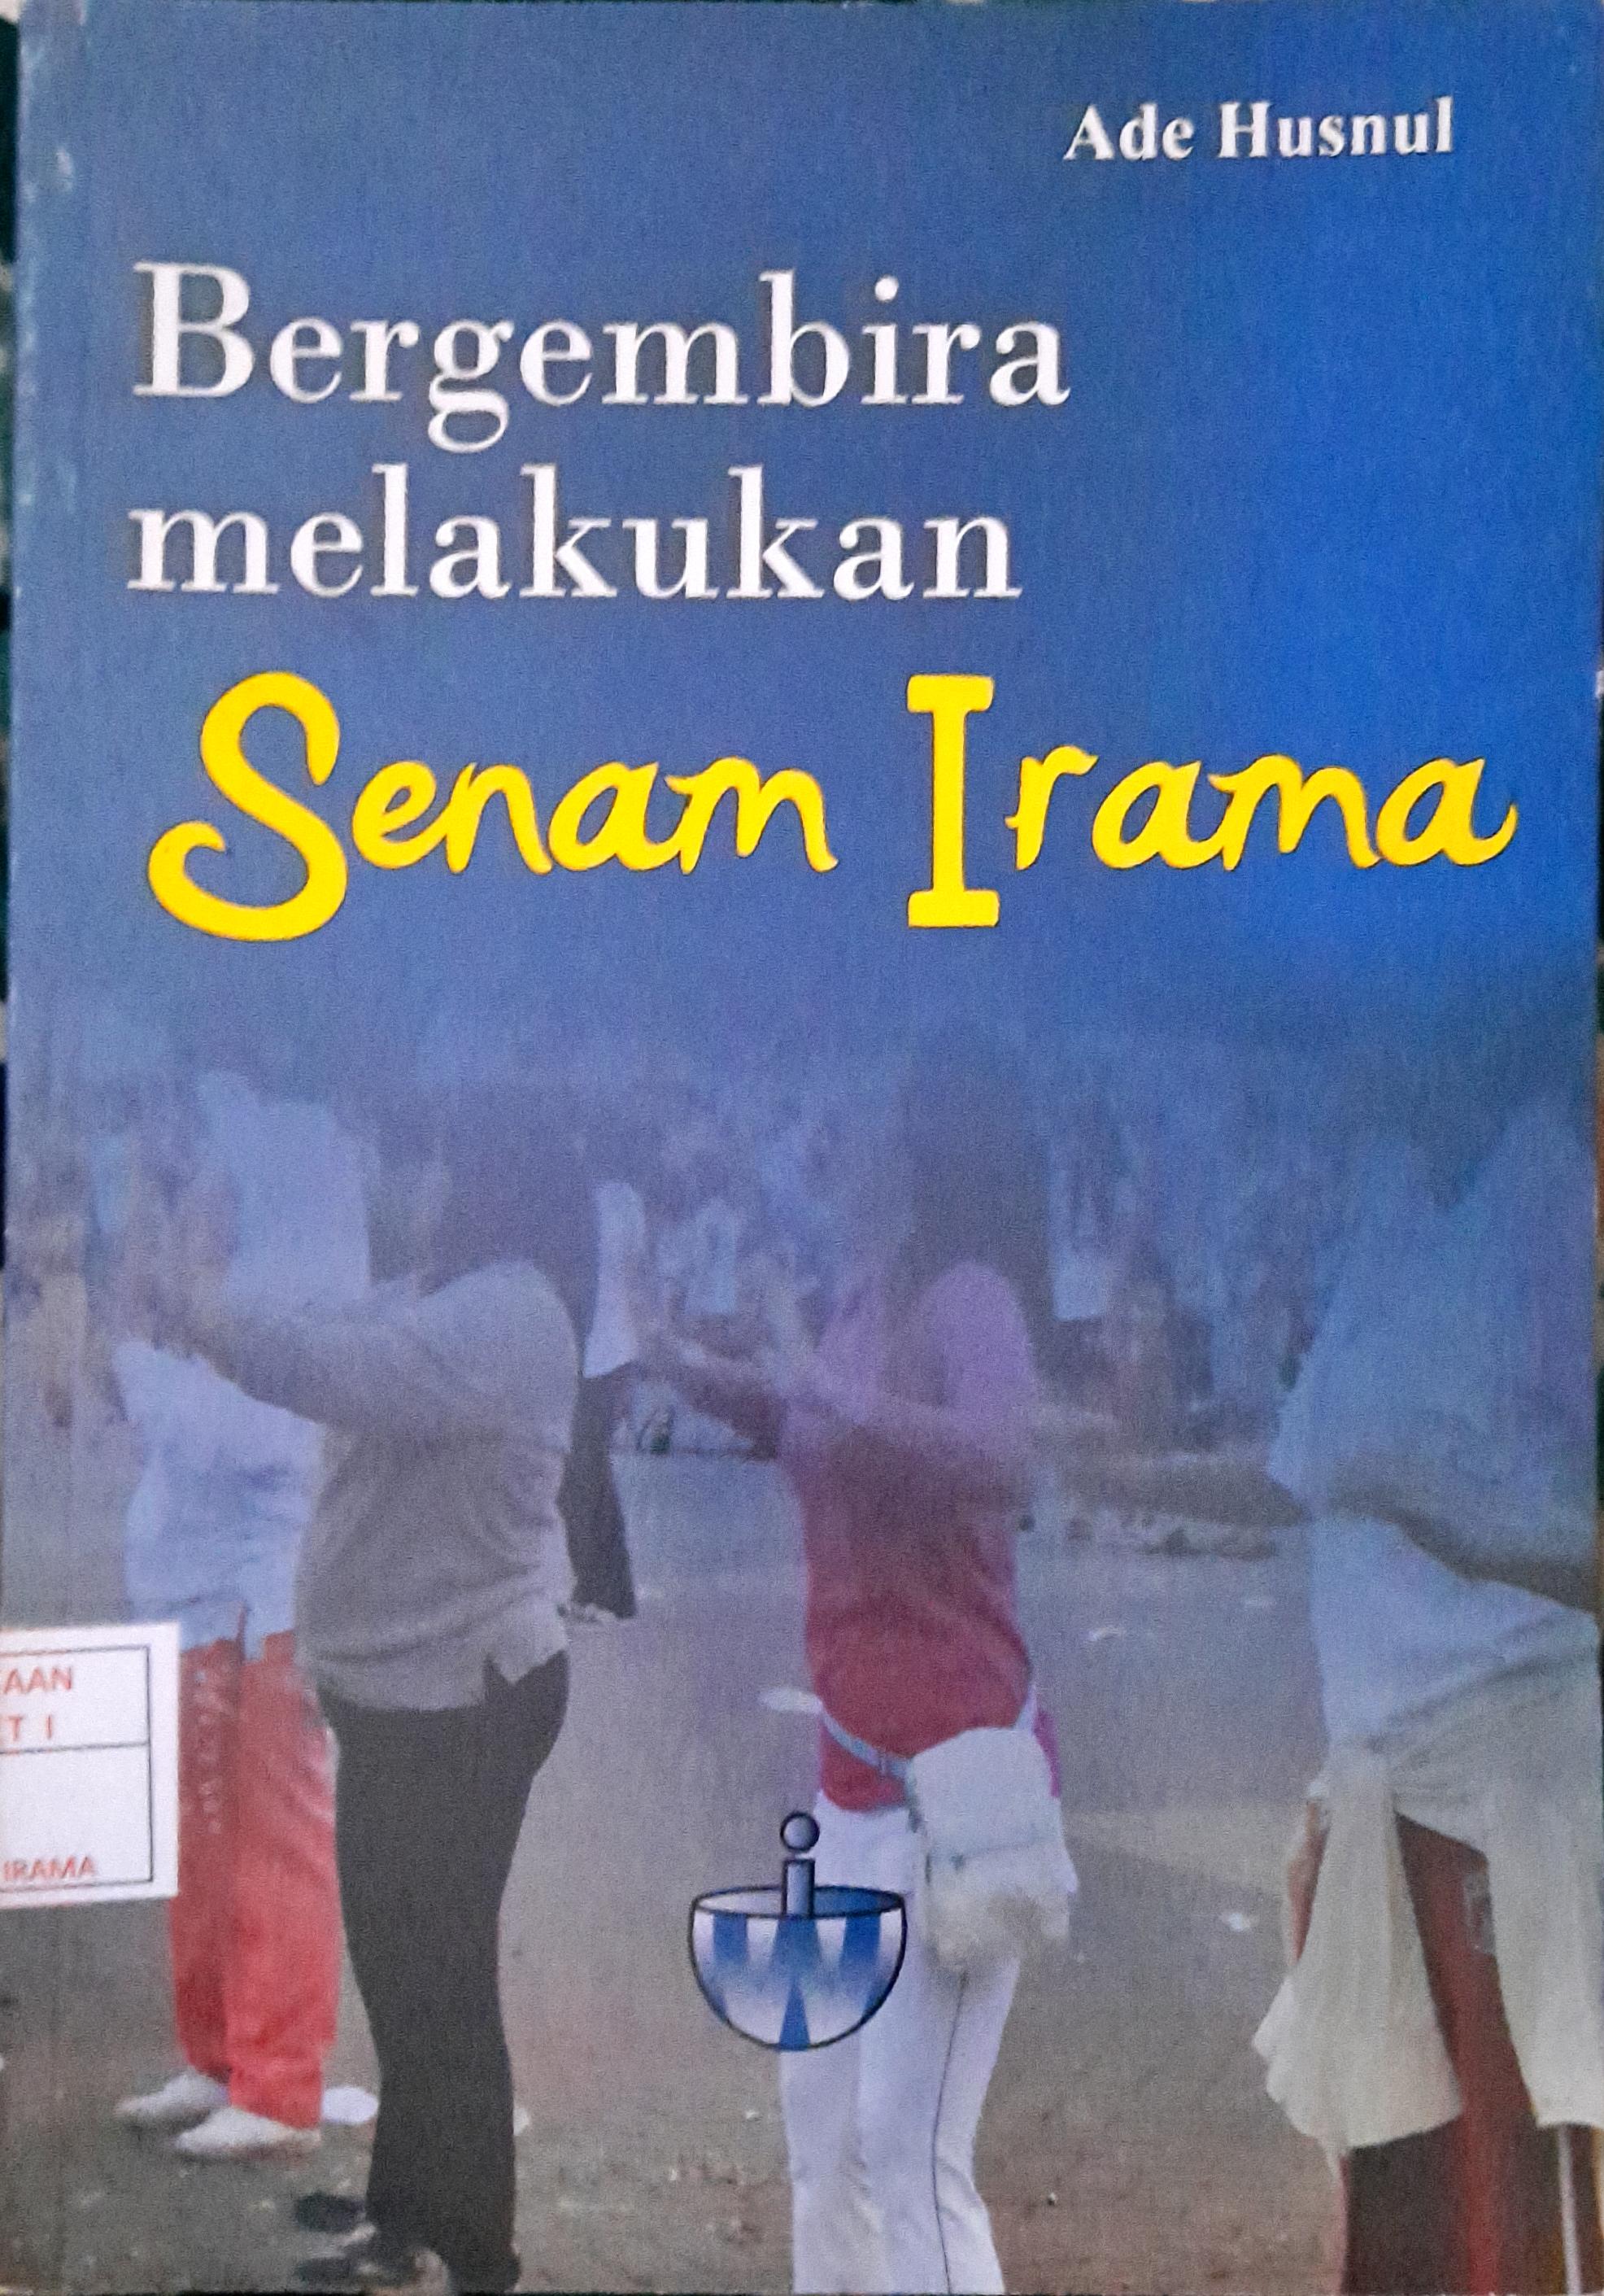 Ade Husnul
Bergembira
melakukan
Senam Irama
AAN
T I
IRAMA